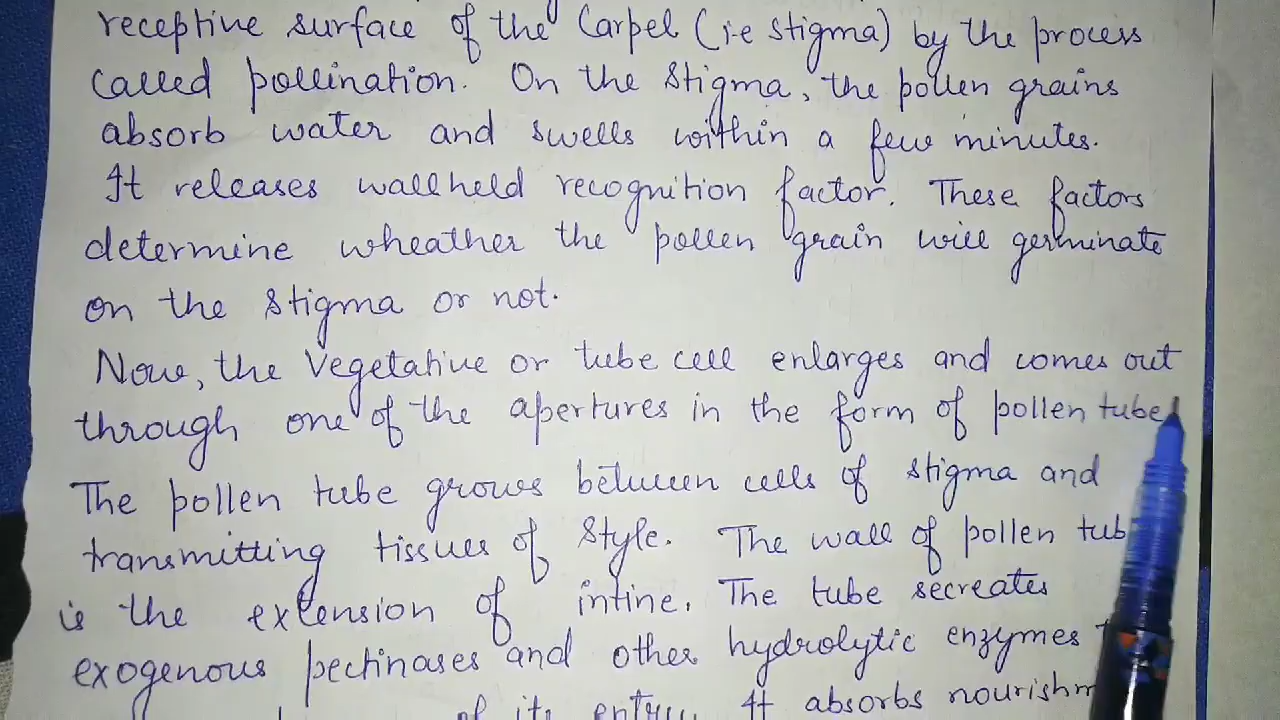 receptive surface of the Carpel (i.e stigma) by the process
called pollination. On the stigma, the pollen grains
absorb water and swells within a few minutes.
It releases wallheld recognition factor. These factors
determine wheather the pollen grain will germinate
on the stigma or not.
Now, the Vegetative or tube cell enlarges and comes out
through one of the apertures in the form of pollen tube
The pollen tube grows between cells of stigma and
transmitting tissues of style. The wall of pollen tub
is the extension of intine. The tube secreates
exogenous pectinases and other hydrolytic enzymes
of its entry. It absorbs nourishm